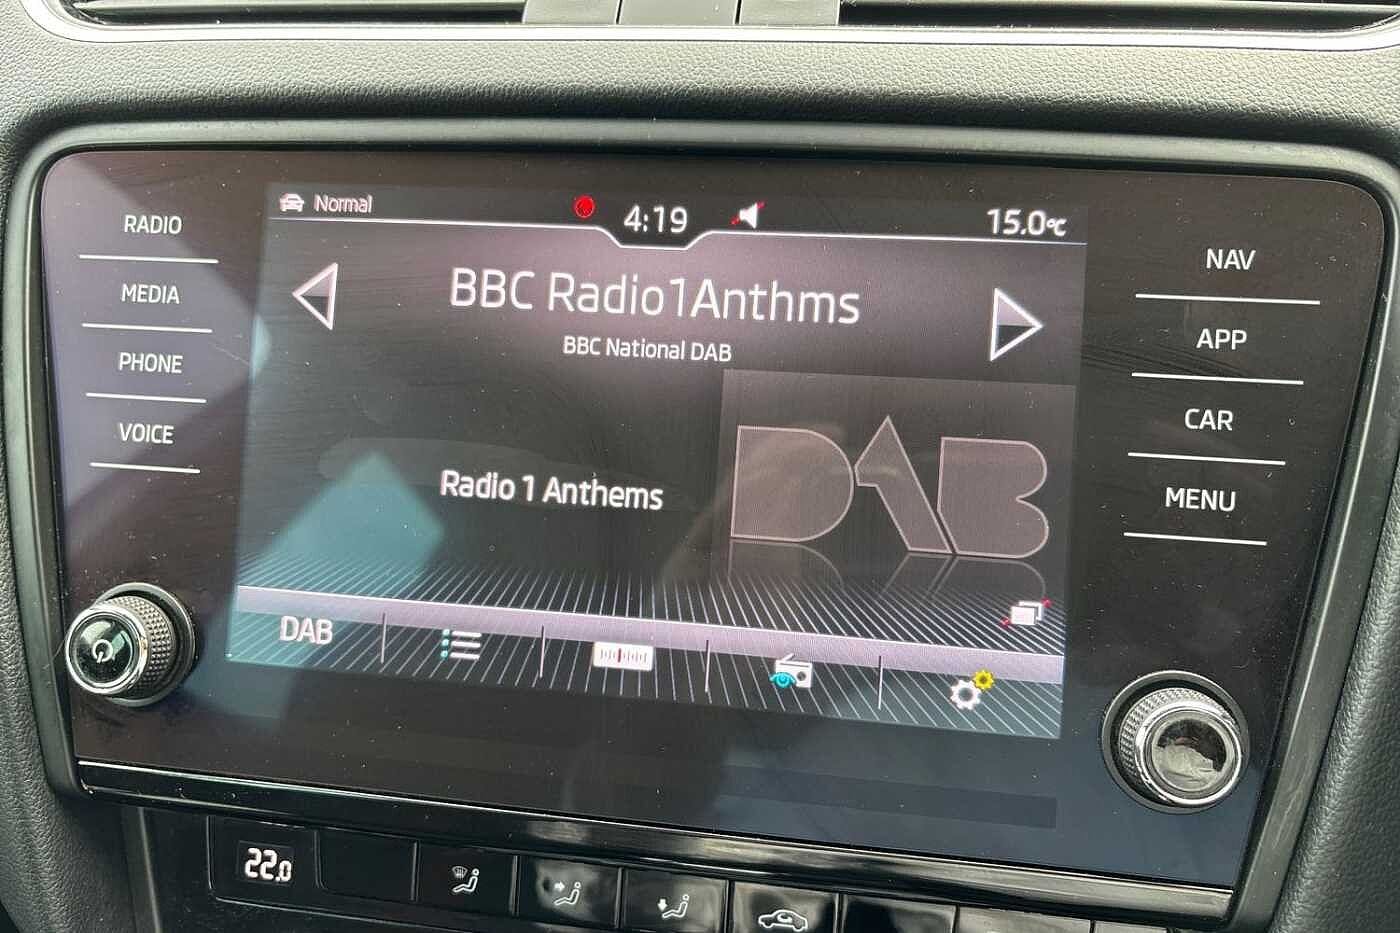 Normal
4:19
15.0°C
RADIO
MEDIA
PHONE
VOICE
BBC Radio1Anthms
BBC National DAB
Radio 1 Anthems
DAB
DAB
NAV
APP
CAR
MENU
22.0